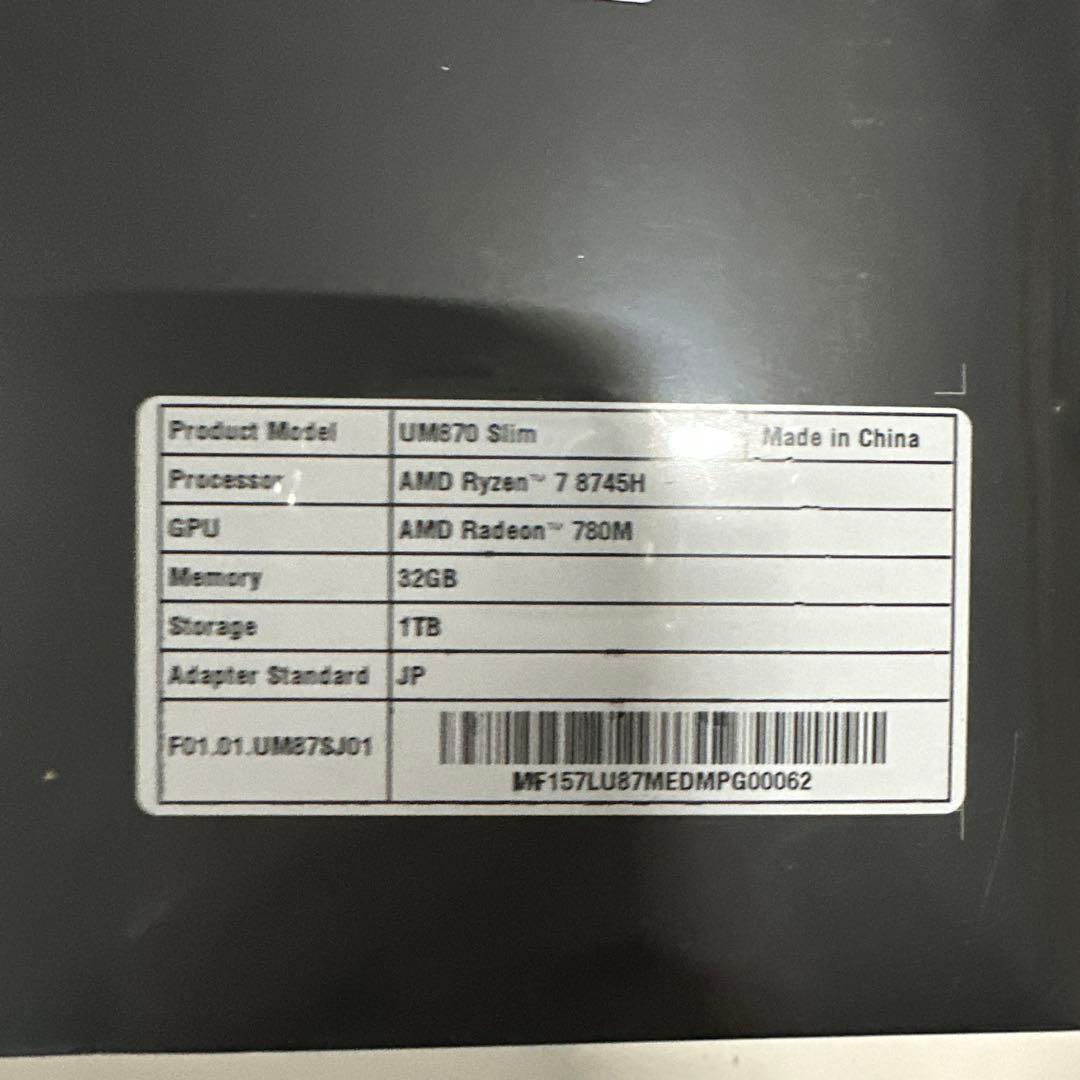 Product Model UM870 Slim Made in China
Processor AMD Ryzen™ 7 8745H
GPU AMD Radeon™ 780M
Memory 32GB
Storage 1TB
Adapter Standard JP
F01.01.UM87SJ01
MF157LU87MEDMPG00062